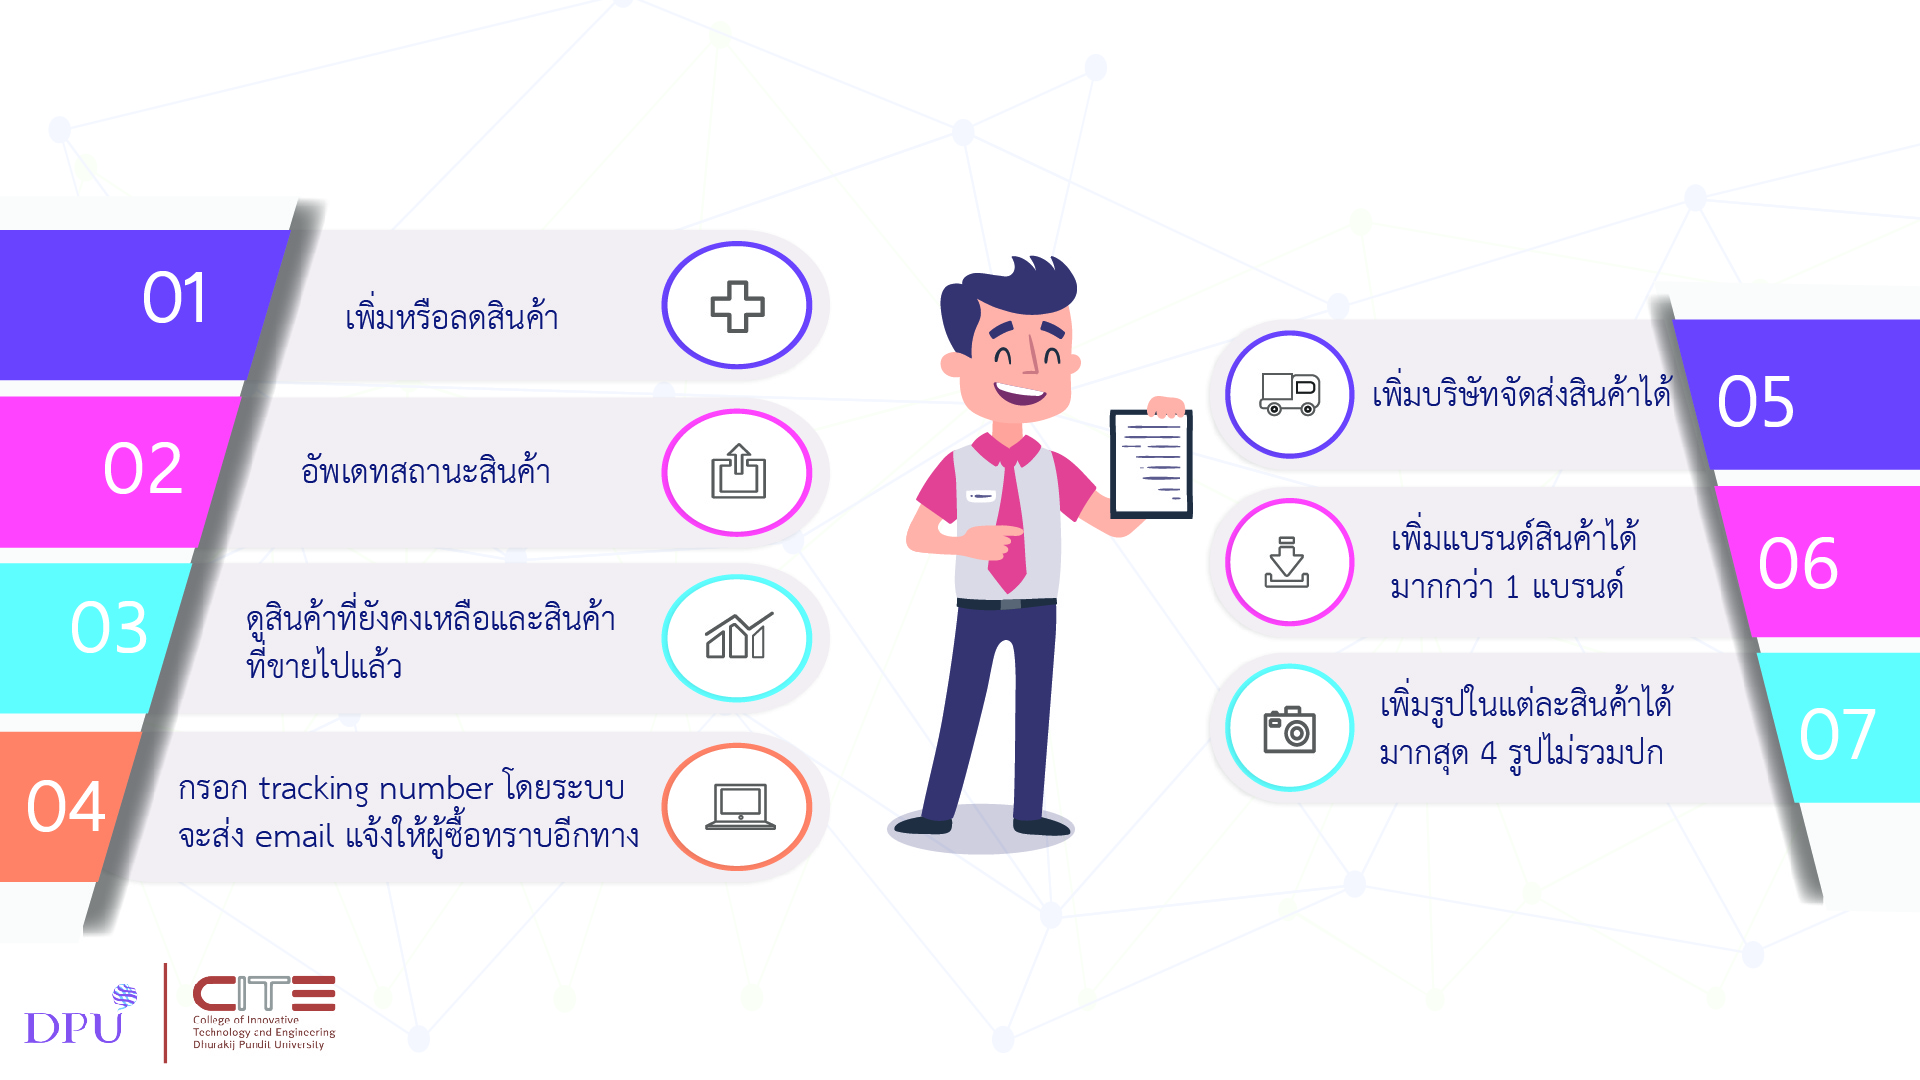 01
เพิ่มหรือลดสินค้า
02
อัพเดทสถานะสินค้า
03
ดูสินค้าที่ยังคงเหลือและสินค้า
ที่ขายไปแล้ว
04
กรอก tracking number โดยระบบ
จะส่ง email แจ้งให้ผู้ซื้อทราบอีกทาง
เพิ่มบริษัทจัดส่งสินค้าได้
05
เพิ่มแบรนด์สินค้าได้
มากกว่า 1 แบรนด์
06
เพิ่มรูปในแต่ละสินค้าได้
มากสุด 4 รูปไม่รวมปก
07
DPU
CITE
College of Innovative
Technology and Engineering
Dhurakij Pundit University